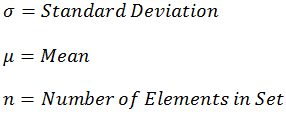 σ = Standard Deviation
μ = Mean
n = Number of Elements in Set